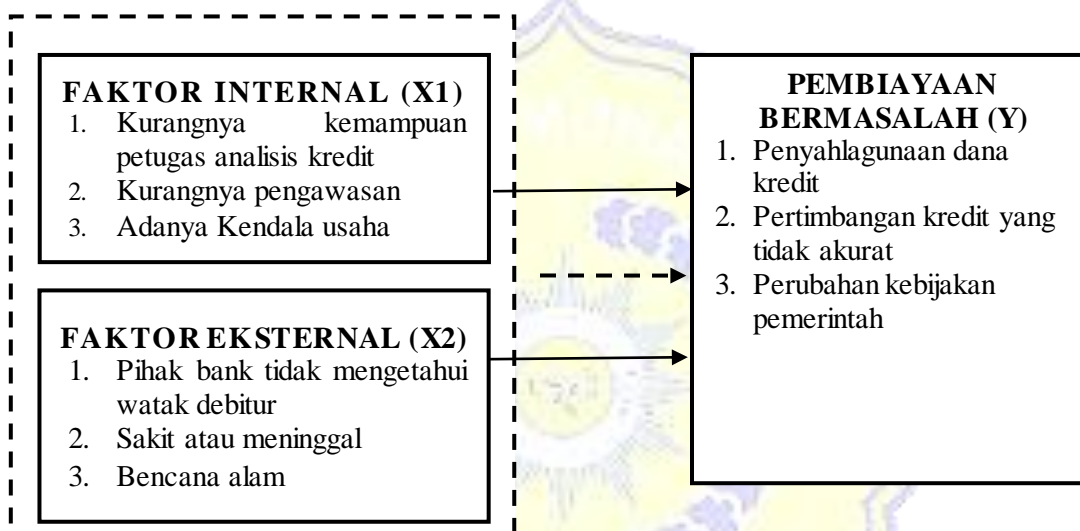 FAKTOR INTERNAL (X1)
1. Kurangnya kemampuan
petugas analisis kredit
2. Kurangnya pengawasan
3. Adanya Kendala usaha
FAKTOR EKSTERNAL (X2)
1. Pihak bank tidak mengetahui
watak debitur
2. Sakit atau meninggal
3. Bencana alam
PEMBIAYAAN
BERMASALAH (Y)
1. Penyahlagunaan dana
kredit
2. Pertimbangan kredit yang
tidak akurat
3. Perubahan kebijakan
pemerintah